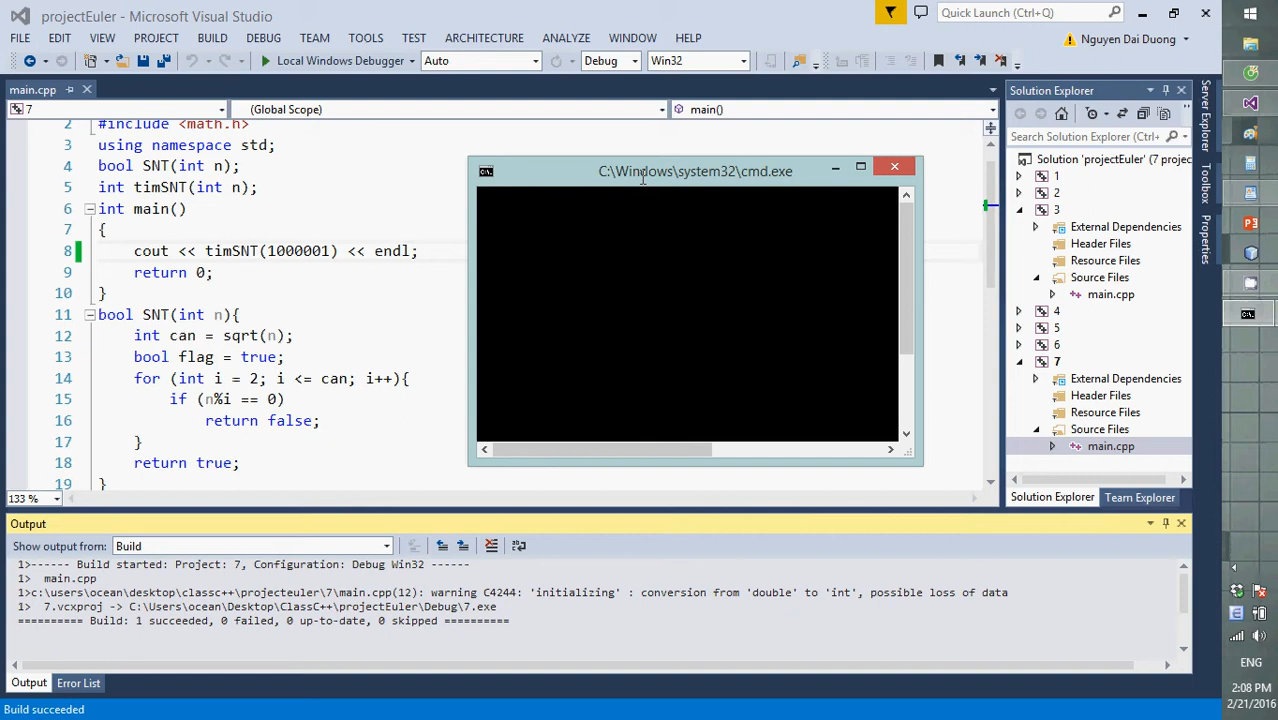 projectEuler - Microsoft Visual Studio
Quick Launch (Ctrl+Q)
FILE EDIT VIEW PROJECT BUILD DEBUG TEAM TOOLS TEST ARCHITECTURE ANALYZE WINDOW HELP
Nguyen Dai Duong
Local Windows Debugger Auto Debug Win32
main.cpp
7 (Global Scope) main()
2 #include <math.h>
3 using namespace std;
4 bool SNT(int n);
5 int timSNT(int n);
6 int main()
7 {
8 cout << timSNT(1000001) << endl;
9 return 0;
10 }
11 bool SNT(int n){
12 int can = sqrt(n);
13 bool flag = true;
14 for (int i = 2; i <= can; i++){
15 if (n%i == 0)
16 return false;
17 }
18 return true;
19 }
133 %
C:\Windows\system32\cmd.exe
Solution Explorer
Search Solution Explorer (Ctrl+
Solution 'projectEuler' (7 project
1
2
3
External Dependencies
Header Files
Resource Files
Source Files
main.cpp
4
5
6
7
External Dependencies
Header Files
Resource Files
Source Files
main.cpp
Solution Explorer Team Explorer
Server Explorer
Toolbox
Properties
Output
Show output from: Build
1>------ Build started: Project: 7, Configuration: Debug Win32 ------
1> main.cpp
1>c:\users\ocean\desktop\classc++\projecteuler\7\main.cpp(12): warning C4244: 'initializing' : conversion from 'double' to 'int', possible loss of data
1> 7.vcxproj -> C:\Users\ocean\Desktop\ClassC++\projectEuler\Debug\7.exe
========== Build: 1 succeeded, 0 failed, 0 up-to-date, 0 skipped ==========
Output Error List
Build succeeded
ENG
2:08 PM
2/21/2016